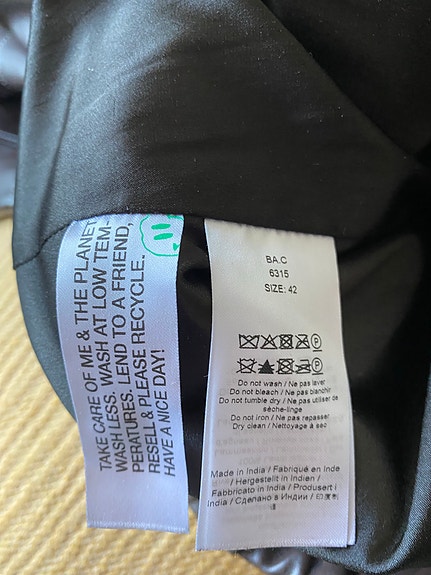 TAKE CARE OF ME & THE PLANET
WASH LESS. WASH AT LOW TEM-
PERATURES. LEND TO A FRIEND,
RESELL & PLEASE RECYCLE.
HAVE A NICE DAY!
BA.C
6315
SIZE: 42
Do not wash / Ne pas laver
Do not bleach / Ne pas blanchir
Do not tumble dry / Ne pas utiliser de
sèche-linge
Do not iron / Ne pas repasser
Dry clean / Nettoyage à sec
Made in India / Fabriqué en Inde
/ Hergestellt in Indien /
Fabbricato in India / Produsert i
India / Сделано в Индии /